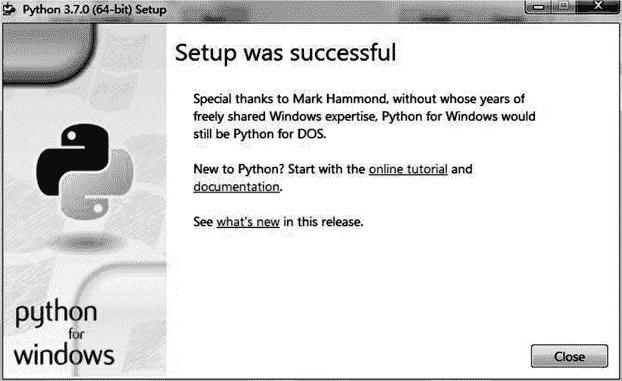 Python 3.7.0 (64-bit) Setup
Setup was successful
Special thanks to Mark Hammond, without whose years of
freely shared Windows expertise, Python for Windows would
still be Python for DOS.
New to Python? Start with the online tutorial and
documentation.
See what's new in this release.
python
for
windows
Close